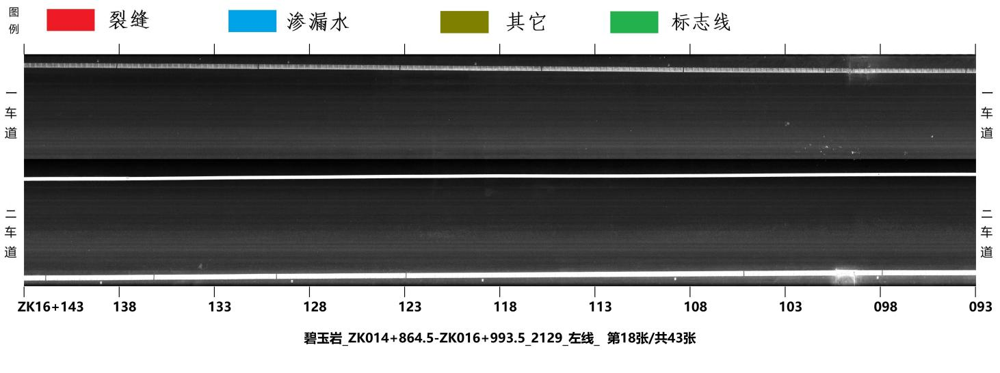 图例
裂缝
渗漏水
其它
标志线
一车道
一车道
二车道
二车道
ZK16+143 138 133 128 123 118 113 108 103 098 093
碧玉岩_ZK014+864.5-ZK016+993.5_2129_左线_ 第18张/共43张